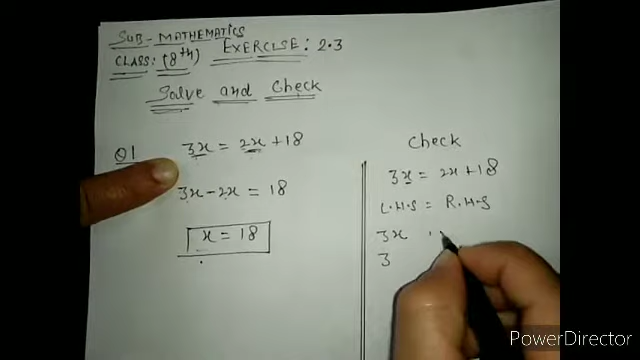 SUB- MATHEMATICS
CLASS: (8th) EXERCISE: 2.3
Solve and Check
Q1 3x = 2x + 18
3x - 2x = 18
x = 18
Check
3x = 2x + 18
L.H.S = R.H.S
3x
3
PowerDirector